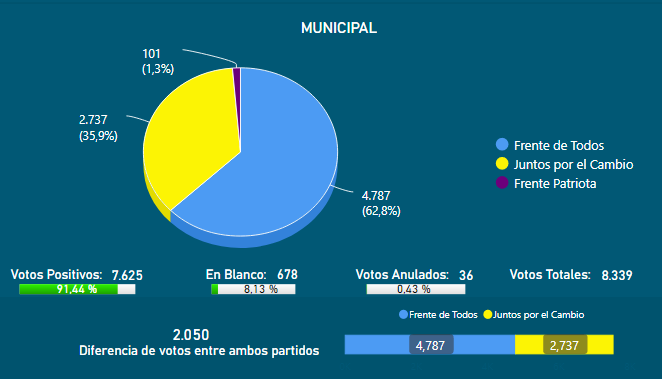 MUNICIPAL
101
(1,3%)
2.737
(35,9%)
4.787
(62,8%)
Frente de Todos
Juntos por el Cambio
Frente Patriota
Votos Positivos: 7.625
91,44 %
En Blanco: 678
8,13 %
Votos Anulados: 36
0,43 %
Votos Totales: 8.339
2.050
Diferencia de votos entre ambos partidos
Frente de Todos Juntos por el Cambio
4,787 2,737